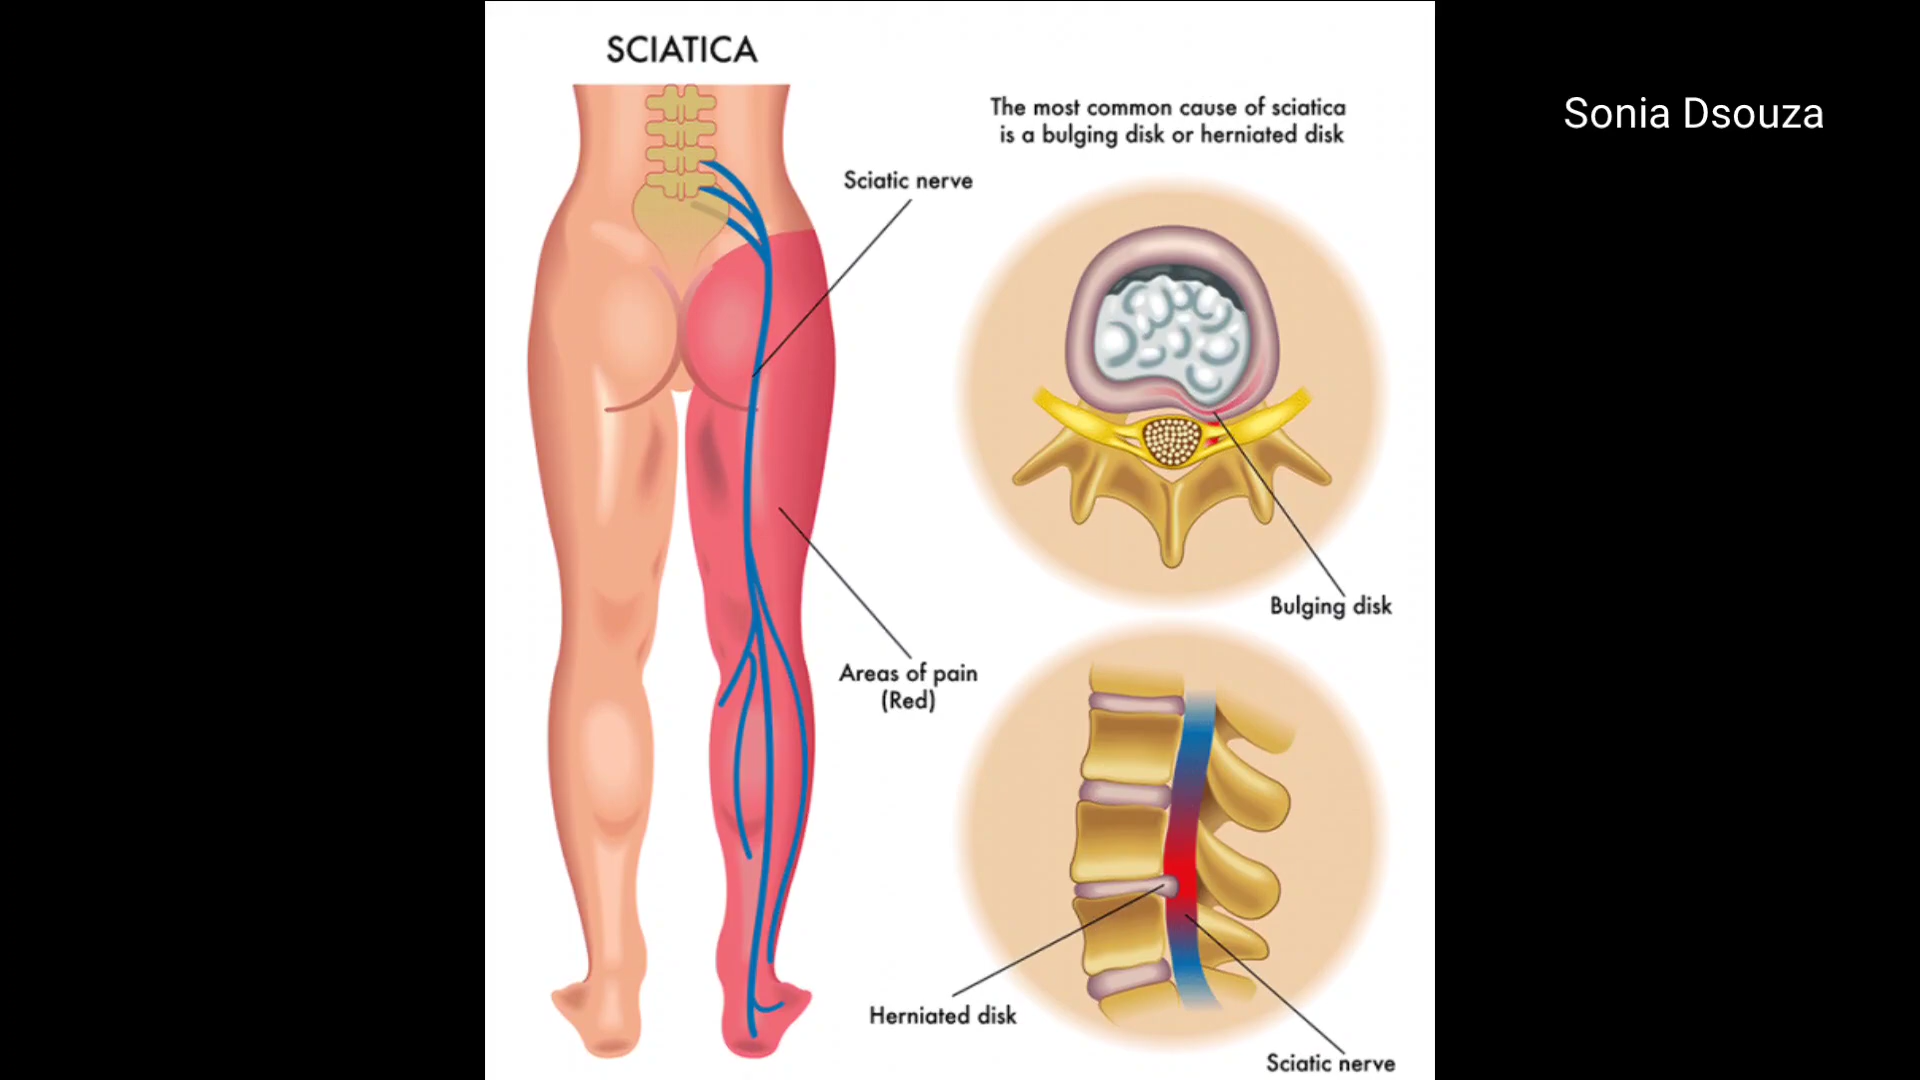 SCIATICA
The most common cause of sciatica
is a bulging disk or herniated disk
Sonia Dsouza
Sciatic nerve
Bulging disk
Areas of pain
(Red)
Herniated disk
Sciatic nerve